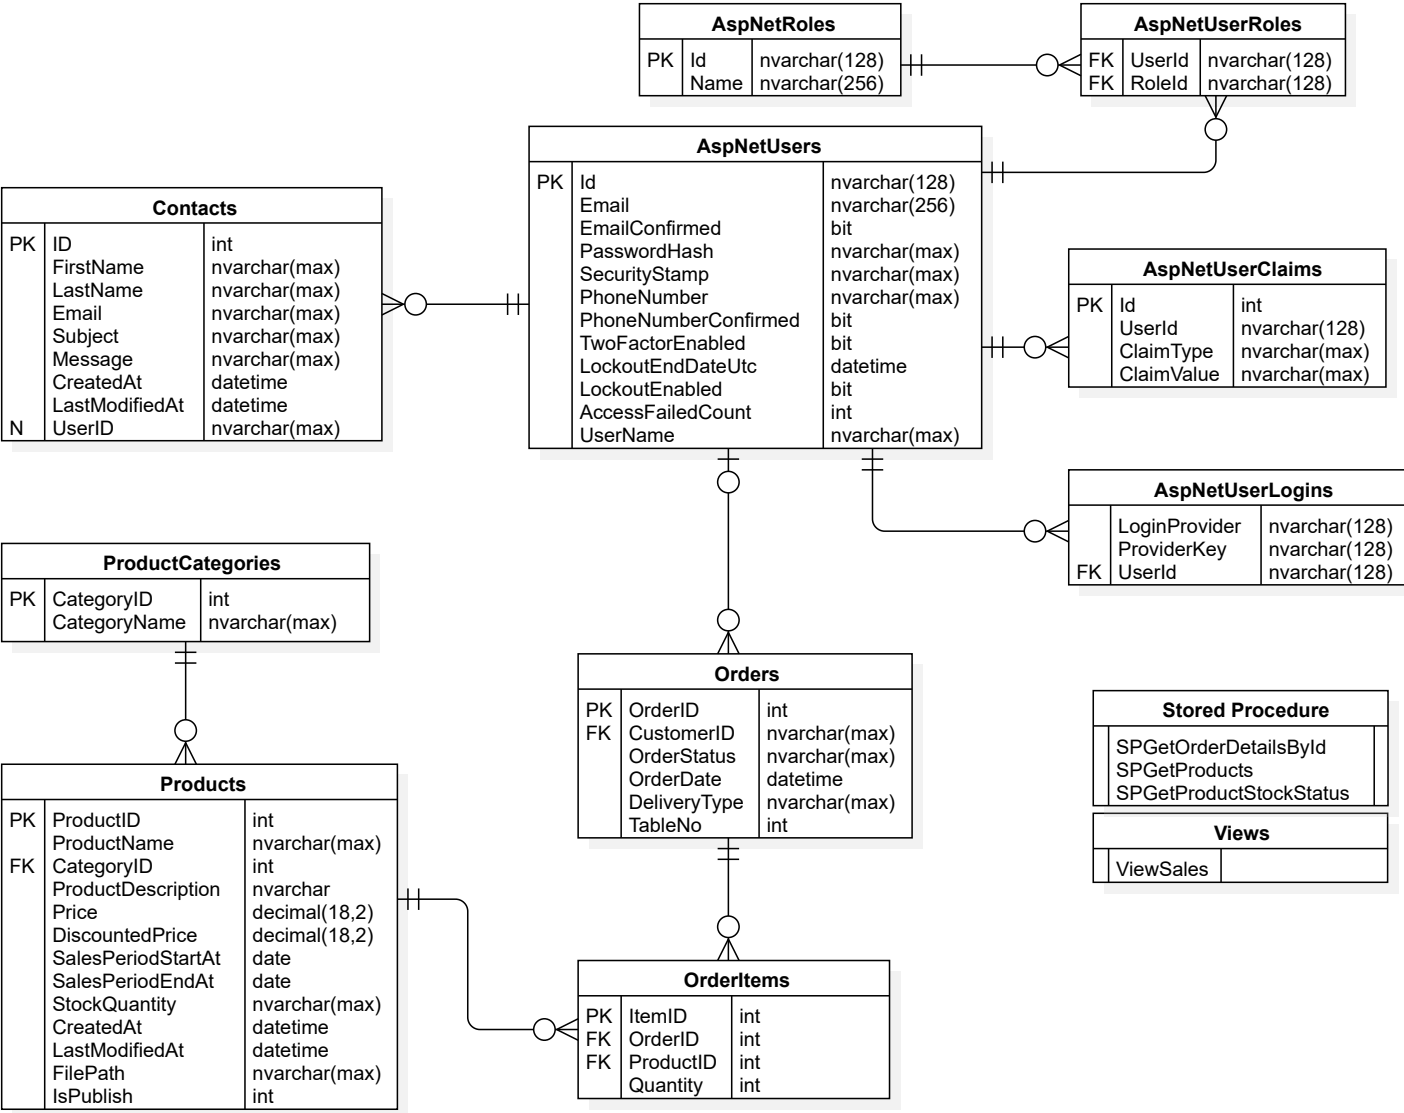 AspNetRoles
PK Id nvarchar(128)
Name nvarchar(256)
AspNetUserRoles
FK UserId nvarchar(128)
FK RoleId nvarchar(128)
AspNetUsers
PK Id nvarchar(128)
Email nvarchar(256)
EmailConfirmed bit
PasswordHash nvarchar(max)
SecurityStamp nvarchar(max)
PhoneNumber nvarchar(max)
PhoneNumberConfirmed bit
TwoFactorEnabled bit
LockoutEndDateUtc datetime
LockoutEnabled bit
AccessFailedCount int
UserName nvarchar(max)
Contacts
PK ID int
FirstName nvarchar(max)
LastName nvarchar(max)
Email nvarchar(max)
Subject nvarchar(max)
Message nvarchar(max)
CreatedAt datetime
LastModifiedAt datetime
N UserID nvarchar(max)
AspNetUserClaims
PK Id int
UserId nvarchar(128)
ClaimType nvarchar(max)
ClaimValue nvarchar(max)
AspNetUserLogins
LoginProvider nvarchar(128)
ProviderKey nvarchar(128)
FK UserId nvarchar(128)
ProductCategories
PK CategoryID int
CategoryName nvarchar(max)
Orders
PK OrderID int
FK CustomerID nvarchar(max)
OrderStatus nvarchar(max)
OrderDate datetime
DeliveryType nvarchar(max)
TableNo int
Stored Procedure
SPGetOrderDetailsById
SPGetProducts
SPGetProductStockStatus
Views
ViewSales
Products
PK ProductID int
ProductName nvarchar(max)
FK CategoryID int
ProductDescription nvarchar
Price decimal(18,2)
DiscountedPrice decimal(18,2)
SalesPeriodStartAt date
SalesPeriodEndAt date
StockQuantity nvarchar(max)
CreatedAt datetime
LastModifiedAt datetime
FilePath nvarchar(max)
IsPublish int
OrderItems
PK ItemID int
FK OrderID int
FK ProductID int
Quantity int